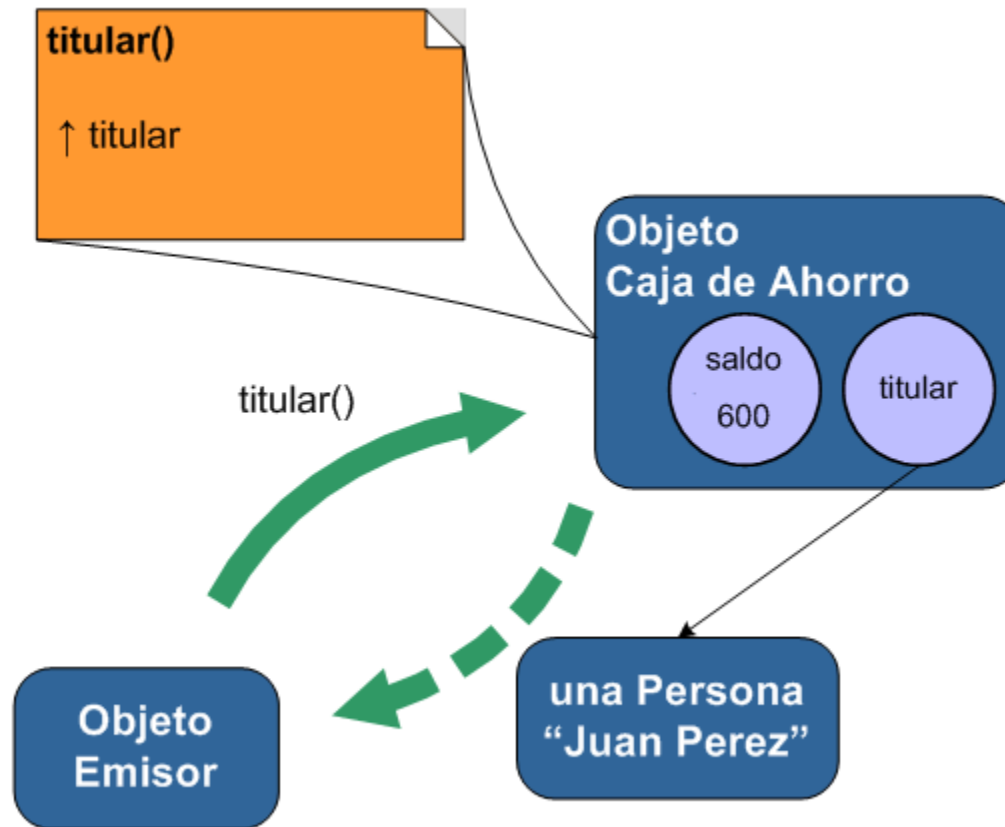 titular()
↑ titular
Objeto
Caja de Ahorro
saldo
600
titular
titular()
Objeto
Emisor
una Persona
“Juan Perez”